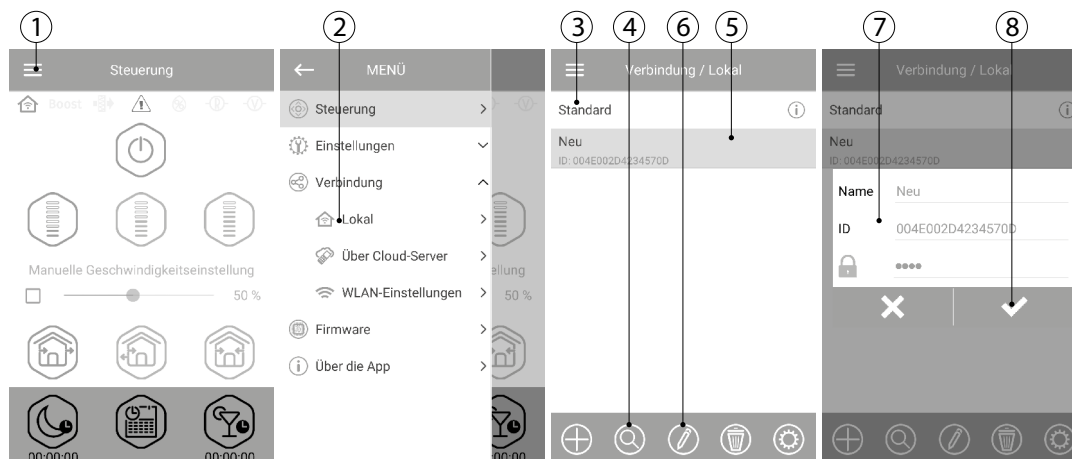 1
2
3
4
6
5
7
8
Steuerung
Boost
Manuelle Geschwindigkeitseinstellung
50 %
00:00:00
00:00:00
MENÜ
Steuerung
Einstellungen
Verbindung
Lokal
Über Cloud-Server
WLAN-Einstellungen
Firmware
Über die App
ellung
50 %
00:00
Verbindung / Lokal
Standard
Neu
ID: 004E002D4234570D
Verbindung / Lokal
Standard
Neu
ID: 004E002D4234570D
Name Neu
ID 004E002D4234570D